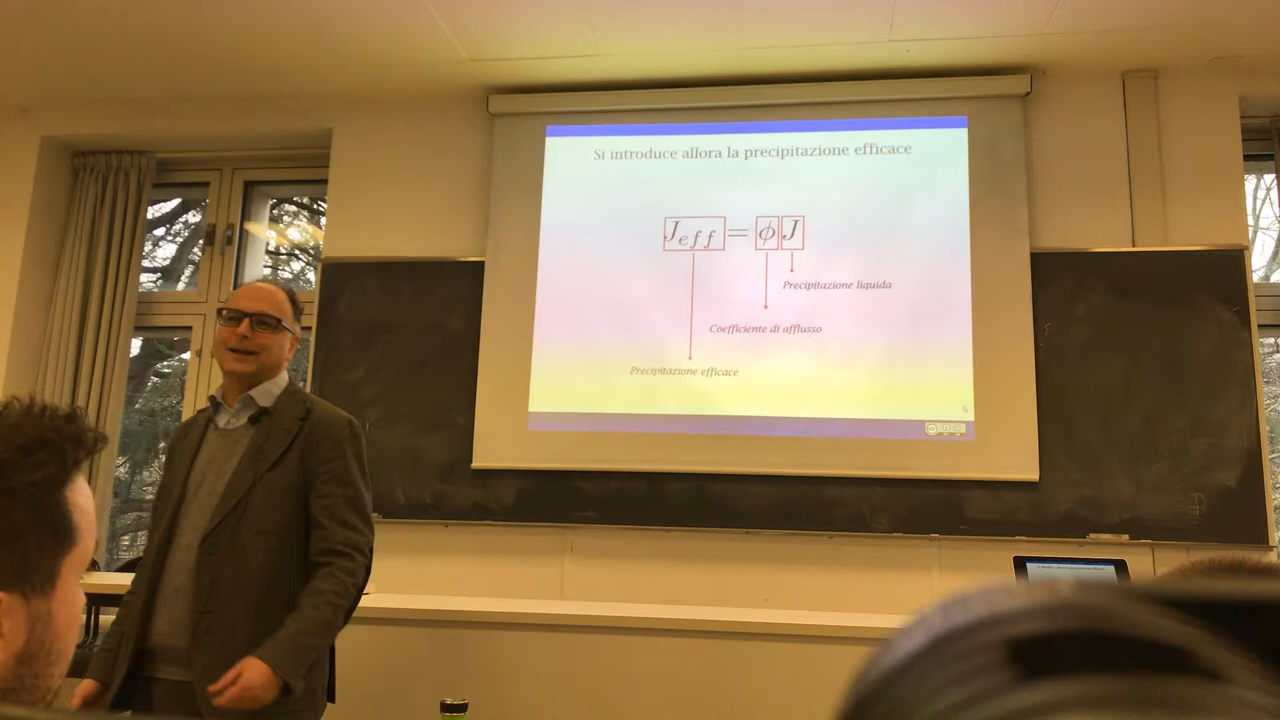 Si introduce allora la precipitazione efficace
J_eff = ϕ J
Precipitazione liquida
Coefficiente di afflusso
Precipitazione efficace
6